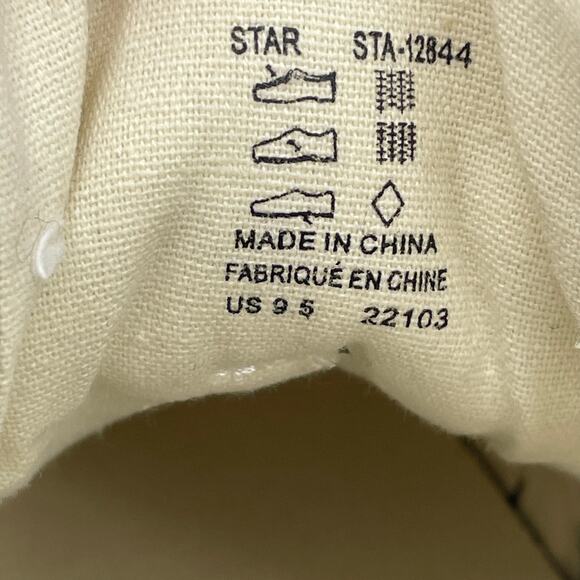 STAR STA-12844
MADE IN CHINA
FABRIQUÉ EN CHINE
US 9 5 22103